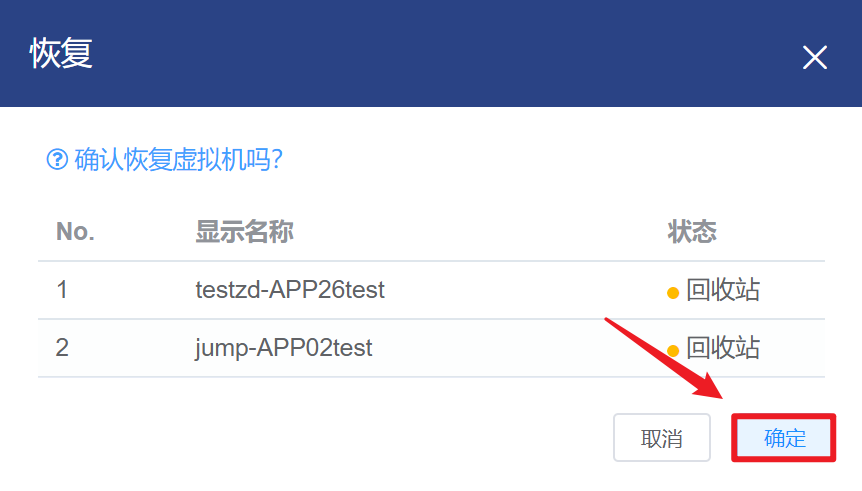 恢复
确认恢复虚拟机吗?
No. 显示名称 状态
1 testzd-APP26test 回收站
2 jump-APP02test 回收站
取消 确定